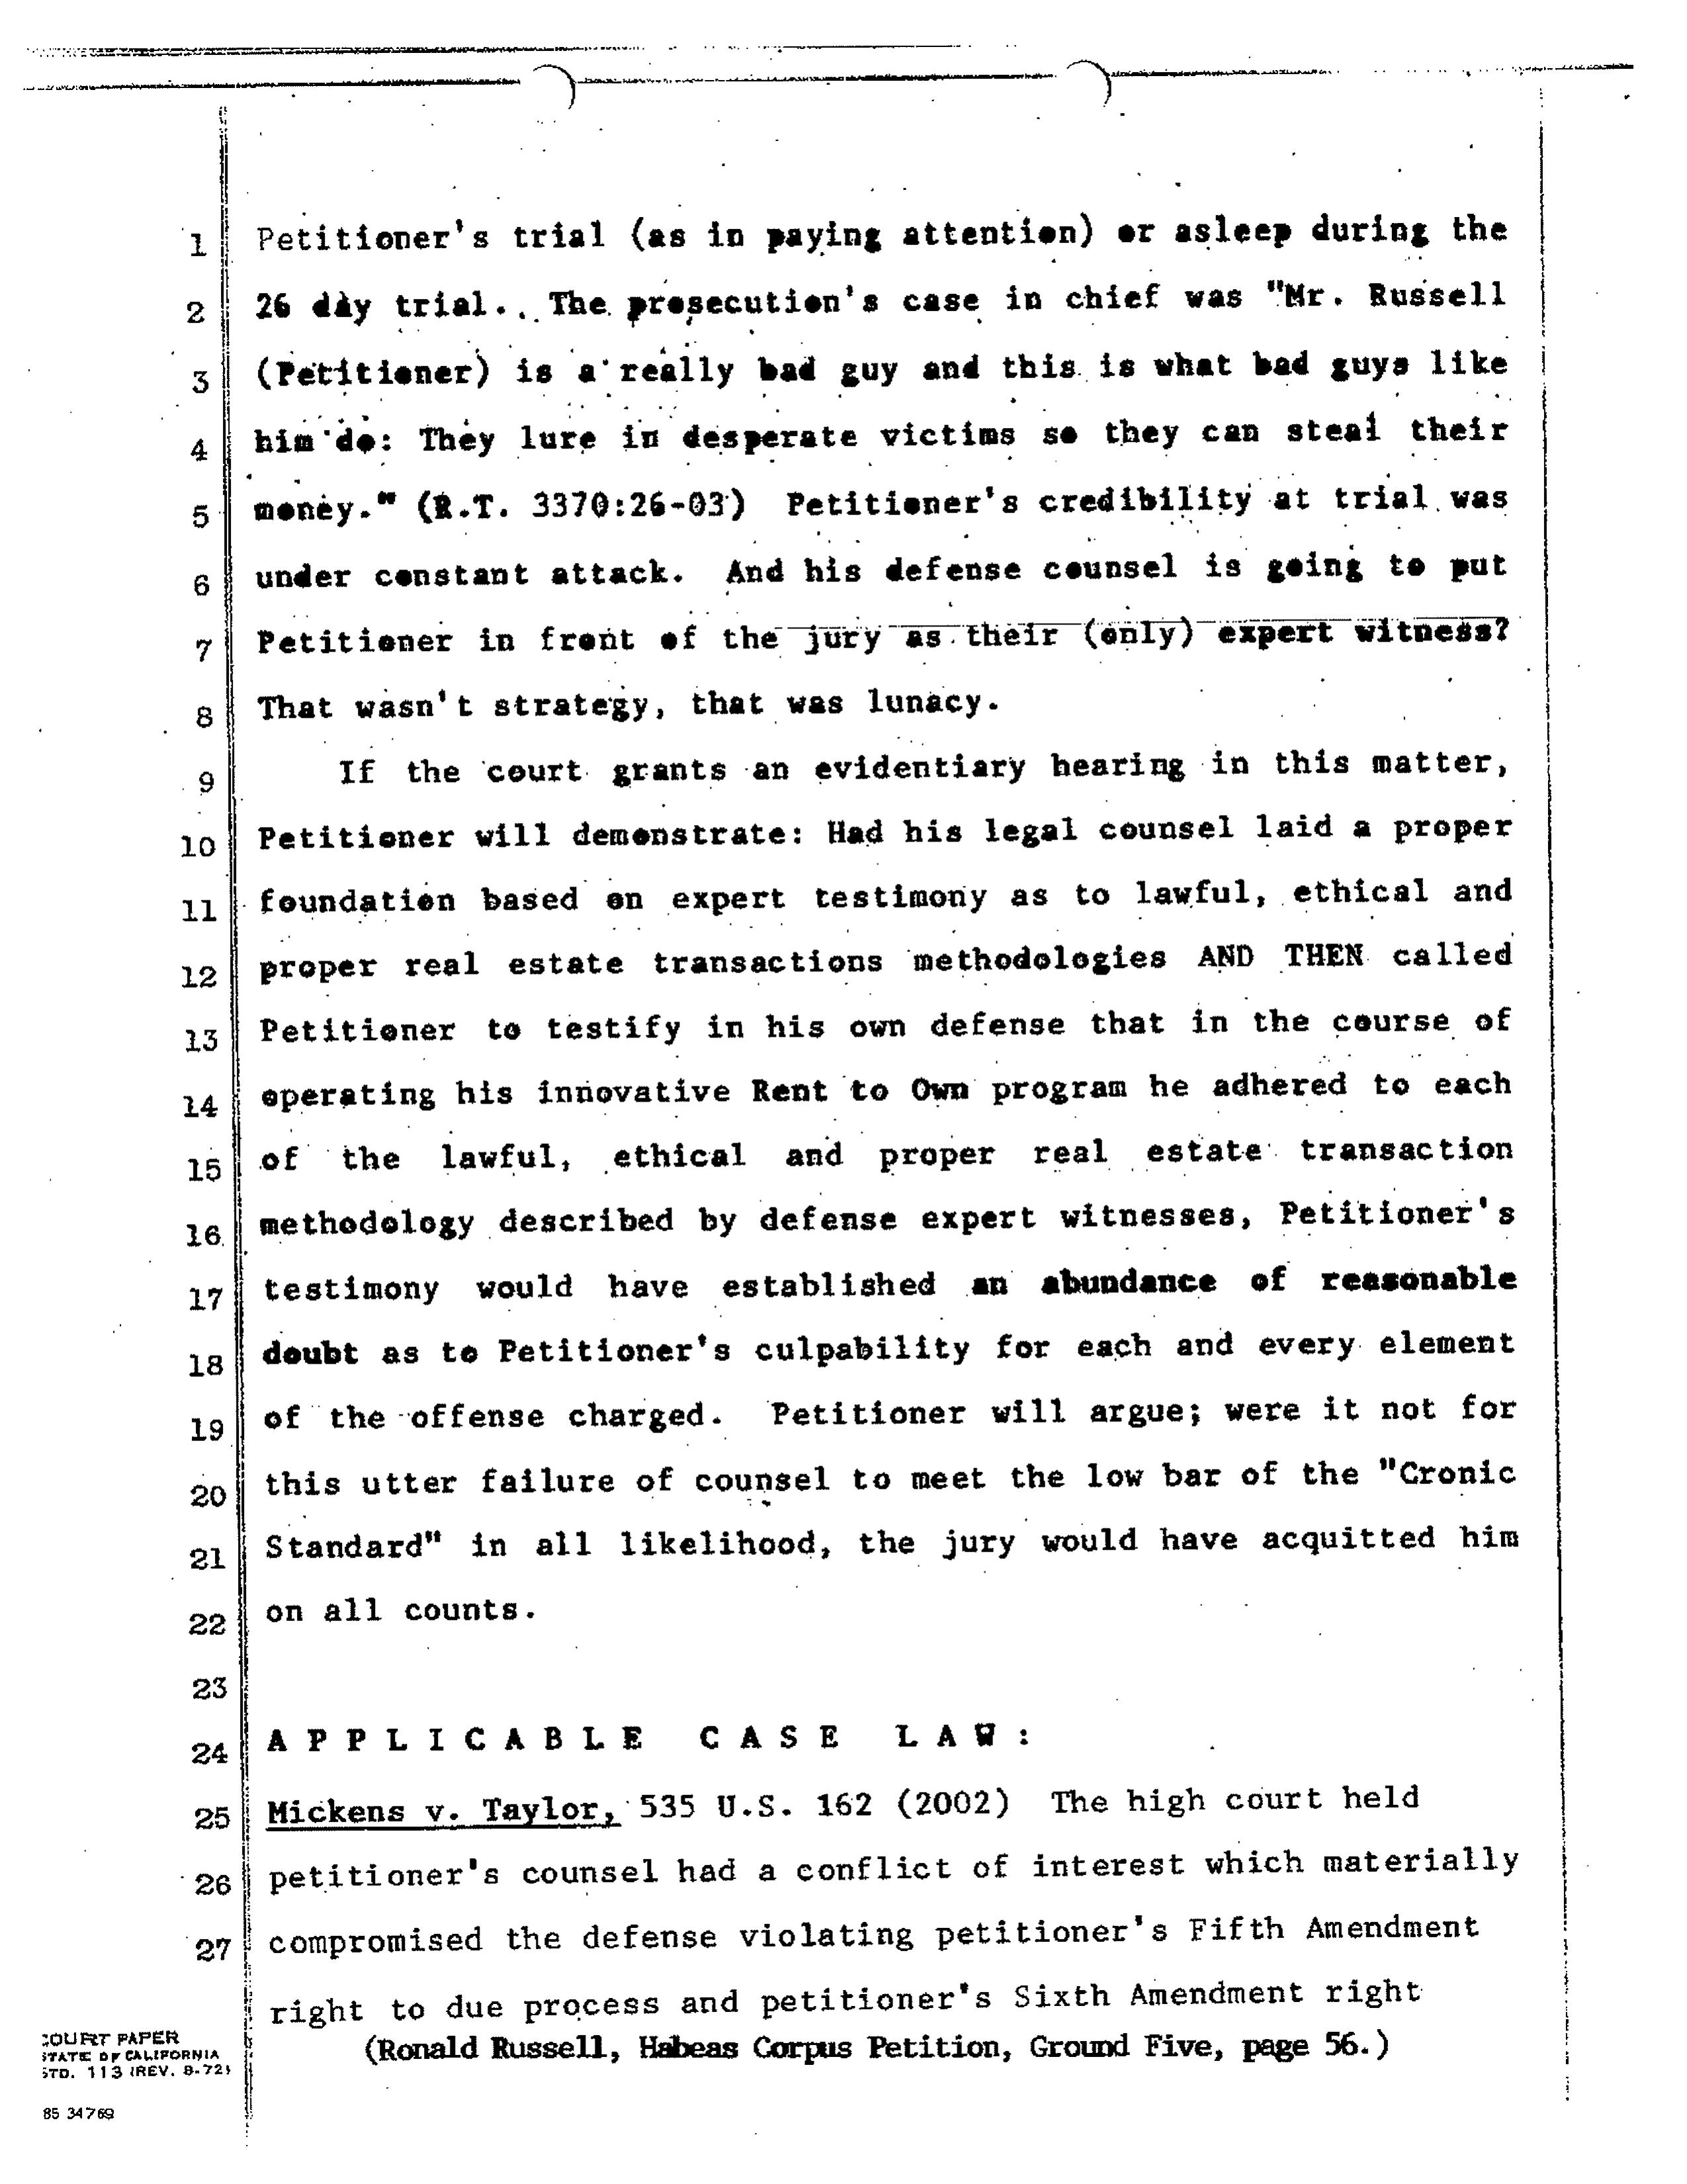 1 Petitioner's trial (as in paying attention) or asleep during the
2 26 day trial. The prosecution's case in chief was "Mr. Russell
3 (Petitioner) is a really bad guy and this is what bad guys like
4 him do: They lure in desperate victims so they can steal their
5 money." (R.T. 3370:26-03) Petitioner's credibility at trial was
6 under constant attack. And his defense counsel is going to put
7 Petitioner in front of the jury as their (only) expert witness?
8 That wasn't strategy, that was lunacy.
9 If the court grants an evidentiary hearing in this matter,
10 Petitioner will demonstrate: Had his legal counsel laid a proper
11 foundation based on expert testimony as to lawful, ethical and
12 proper real estate transactions methodologies AND THEN called
13 Petitioner to testify in his own defense that in the course of
14 operating his innovative Rent to Own program he adhered to each
15 of the lawful, ethical and proper real estate transaction
16 methodology described by defense expert witnesses, Petitioner's
17 testimony would have established an abundance of reasonable
18 doubt as to Petitioner's culpability for each and every element
19 of the offense charged. Petitioner will argue; were it not for
20 this utter failure of counsel to meet the low bar of the "Cronic
21 Standard" in all likelihood, the jury would have acquitted him
22 on all counts.
23
24 APPLICABLE CASE LAW:
25 Mickens v. Taylor, 535 U.S. 162 (2002) The high court held
26 petitioner's counsel had a conflict of interest which materially
27 compromised the defense violating petitioner's Fifth Amendment
right to due process and petitioner's Sixth Amendment right
(Ronald Russell, Habeas Corpus Petition, Ground Five, page 56.)
COURT PAPER
STATE OF CALIFORNIA
STD. 113 (REV. 8-72)
85 34769